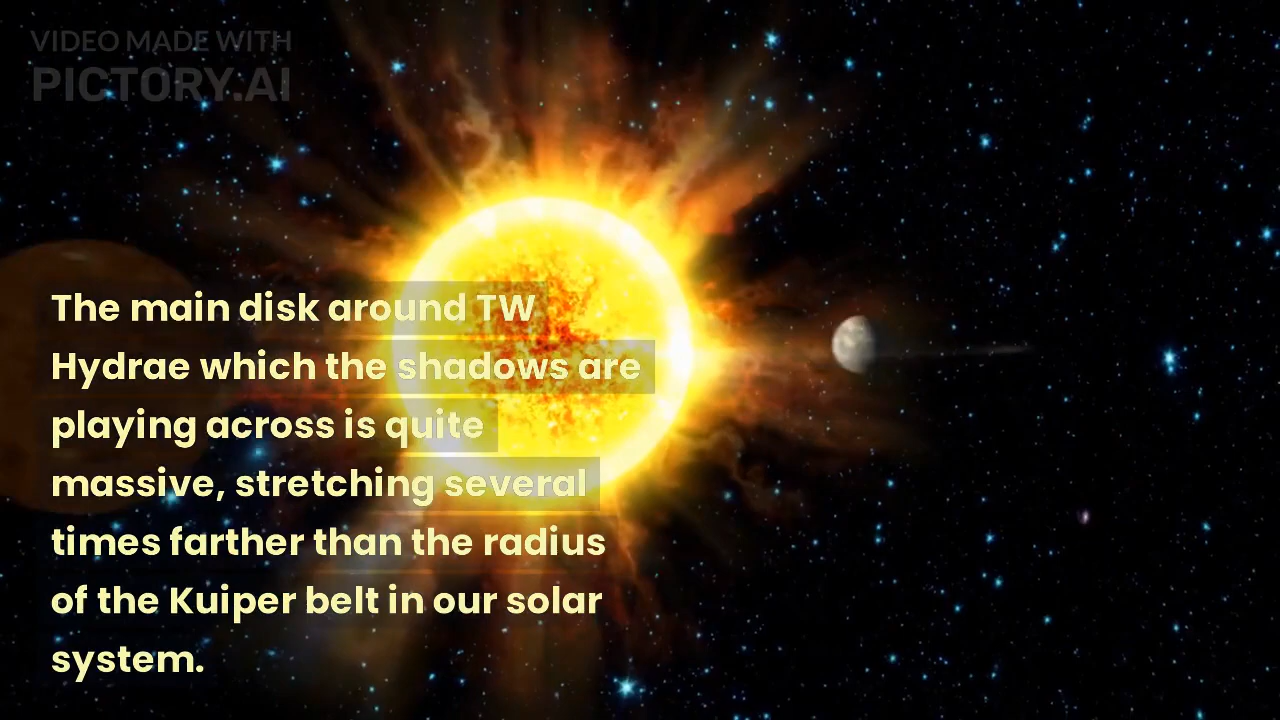 VIDEO MADE WITH
PICTORY.AI
The main disk around TW
Hydrae which the shadows are
playing across is quite
massive, stretching several
times farther than the radius
of the Kuiper belt in our solar
system.